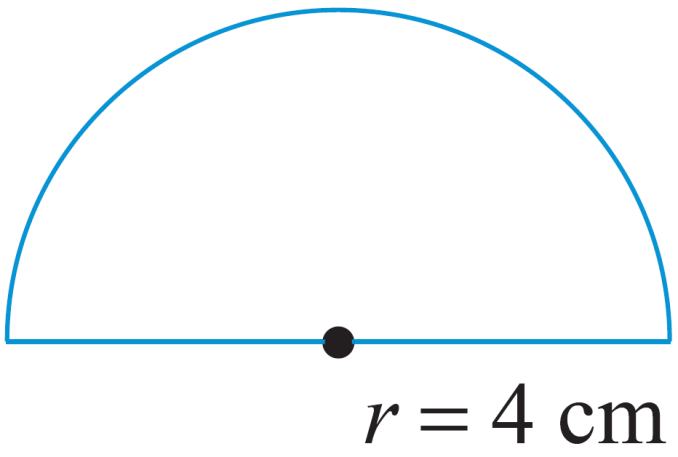 r = 4 cm